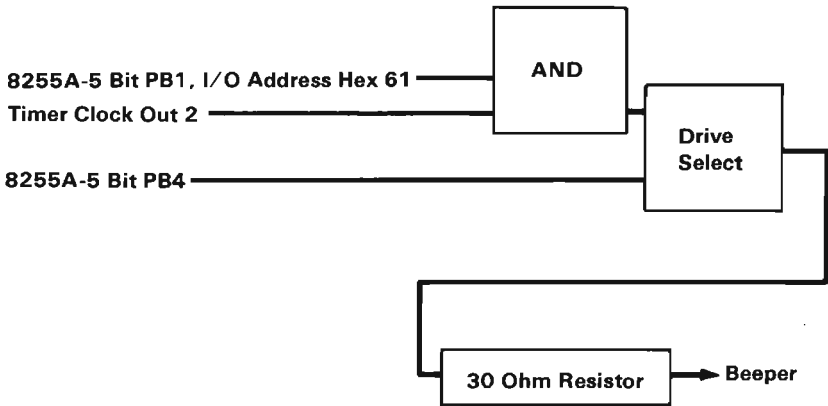 AND
8255A-5 Bit PB1, I/O Address Hex 61
Timer Clock Out 2
Drive
Select
8255A-5 Bit PB4
30 Ohm Resistor
Beeper